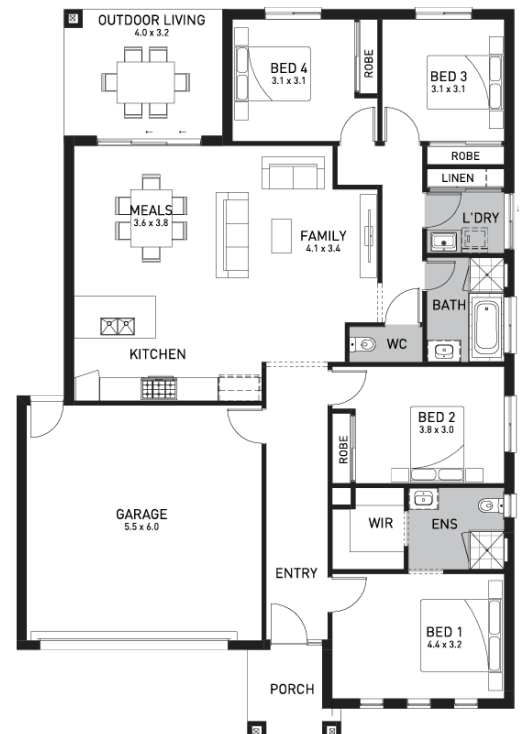 OUTDOOR LIVING
4.0 x 3.2
BED 4
3.1 x 3.1
ROBE
BED 3
3.1 x 3.1
ROBE
LINEN
L'DRY
MEALS
3.6 x 3.8
FAMILY
4.1 x 3.4
BATH
WC
KITCHEN
BED 2
3.8 x 3.0
ROBE
GARAGE
5.5 x 6.0
WIR
ENS
ENTRY
BED 1
4.4 x 3.2
PORCH